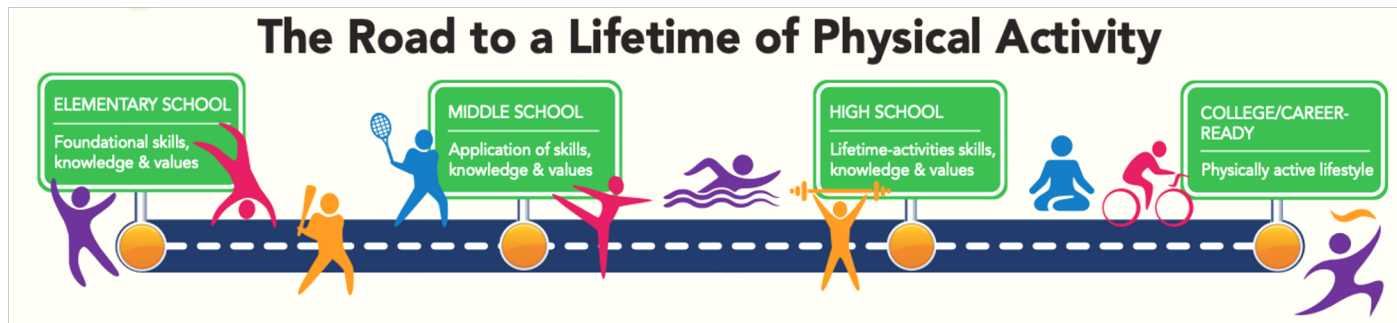 The Road to a Lifetime of Physical Activity
ELEMENTARY SCHOOL
Foundational skills,
knowledge & values
MIDDLE SCHOOL
Application of skills,
knowledge & values
HIGH SCHOOL
Lifetime-activities skills,
knowledge & values
COLLEGE/CAREER-
READY
Physically active lifestyle